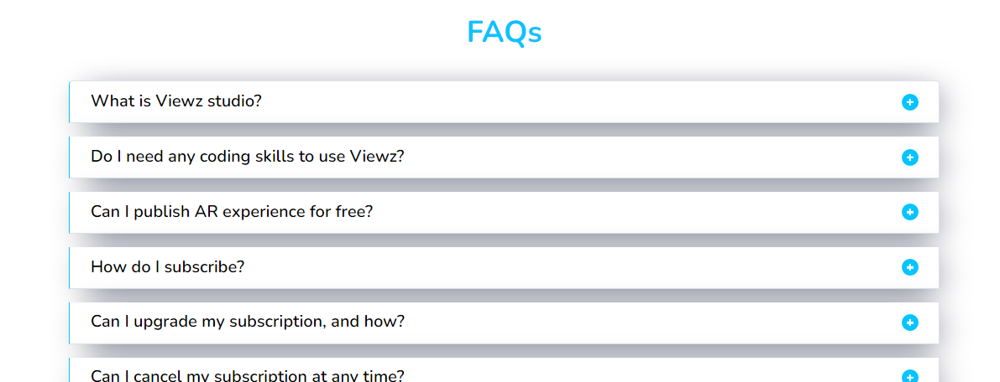 FAQs
What is Viewz studio?
Do I need any coding skills to use Viewz?
Can I publish AR experience for free?
How do I subscribe?
Can I upgrade my subscription, and how?
Can I cancel my subscription at any time?